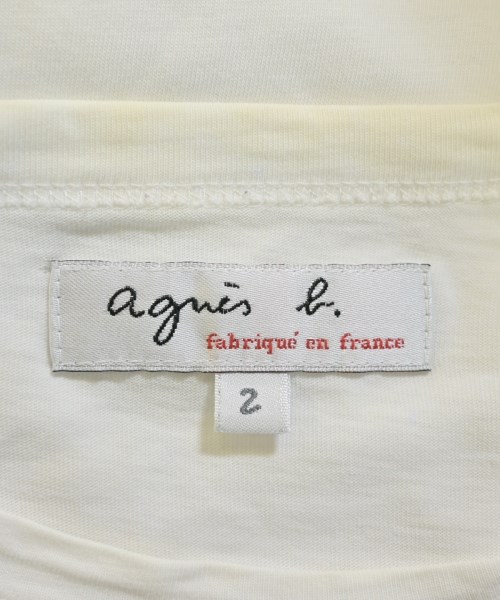 agnès b.
fabriqué en france
2